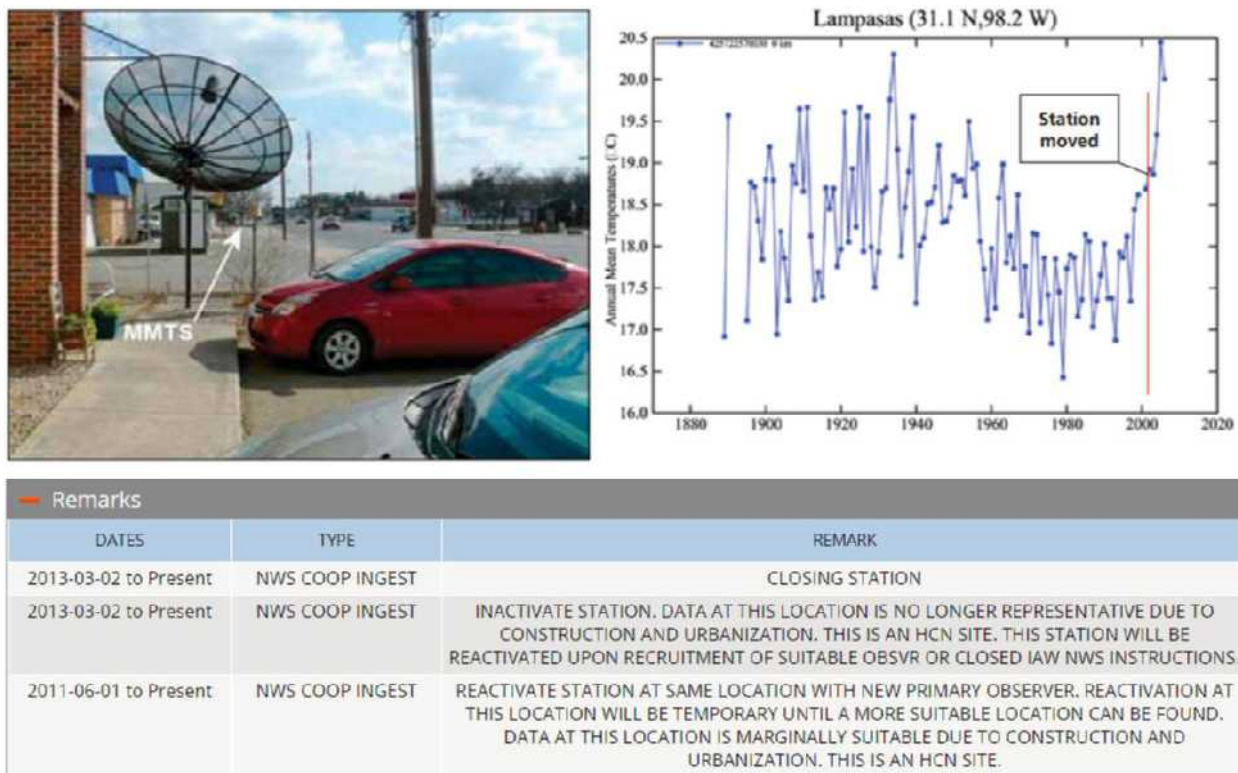 MMTS
Lampasas (31.1 N,98.2 W)
Annual Mean Temperatures (□C)
20.5
20.0
19.5
19.0
18.5
18.0
17.5
17.0
16.5
16.0
Station
moved
1880 1900 1920 1940 1960 1980 2000 2020
Remarks
DATES TYPE REMARK
2013-03-02 to Present NWS COOP INGEST CLOSING STATION
2013-03-02 to Present NWS COOP INGEST INACTIVATE STATION. DATA AT THIS LOCATION IS NO LONGER REPRESENTATIVE DUE TO
CONSTRUCTION AND URBANIZATION. THIS IS AN HCN SITE. THIS STATION WILL BE
REACTIVATED UPON RECRUITMENT OF SUITABLE OBSVR OR CLOSED IAW NWS INSTRUCTIONS.
2011-06-01 to Present NWS COOP INGEST REACTIVATE STATION AT SAME LOCATION WITH NEW PRIMARY OBSERVER. REACTIVATION AT
THIS LOCATION WILL BE TEMPORARY UNTIL A MORE SUITABLE LOCATION CAN BE FOUND.
DATA AT THIS LOCATION IS MARGINALLY SUITABLE DUE TO CONSTRUCTION AND
URBANIZATION. THIS IS AN HCN SITE.